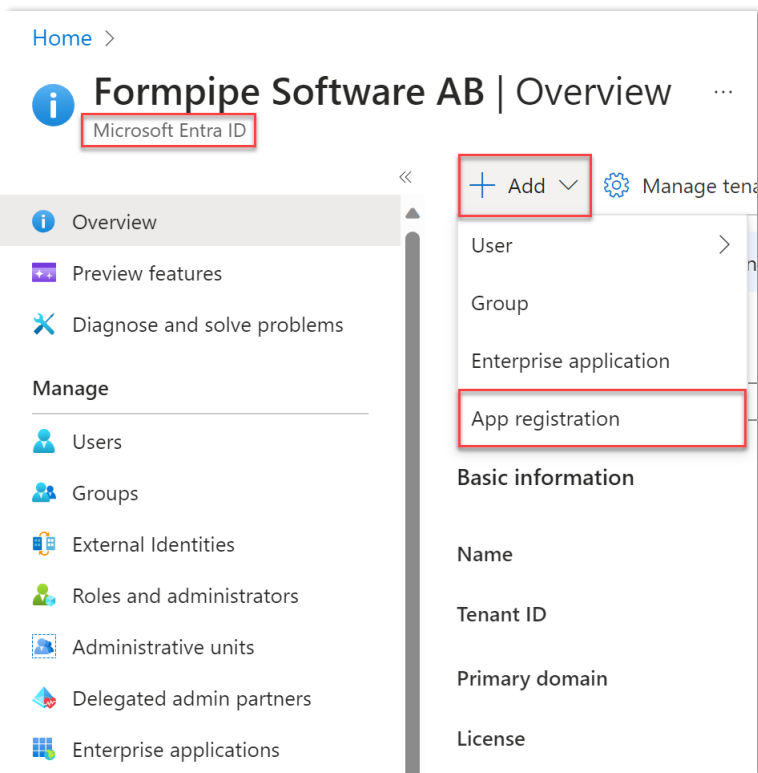 Home >
Formpipe Software AB | Overview ...
Microsoft Entra ID
Overview
Preview features
Diagnose and solve problems
Manage
Users
Groups
External Identities
Roles and administrators
Administrative units
Delegated admin partners
Enterprise applications
+ Add
Manage tena
User
Group
Enterprise application
App registration
Basic information
Name
Tenant ID
Primary domain
License